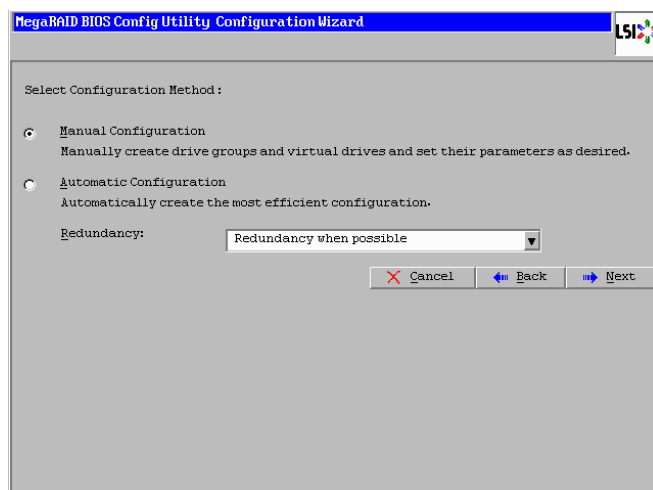 MegaRAID BIOS Config Utility Configuration Wizard
LSI
Select Configuration Method:
Manual Configuration
Manually create drive groups and virtual drives and set their parameters as desired.
Automatic Configuration
Automatically create the most efficient configuration.
Redundancy: Redundancy when possible
Cancel Back Next